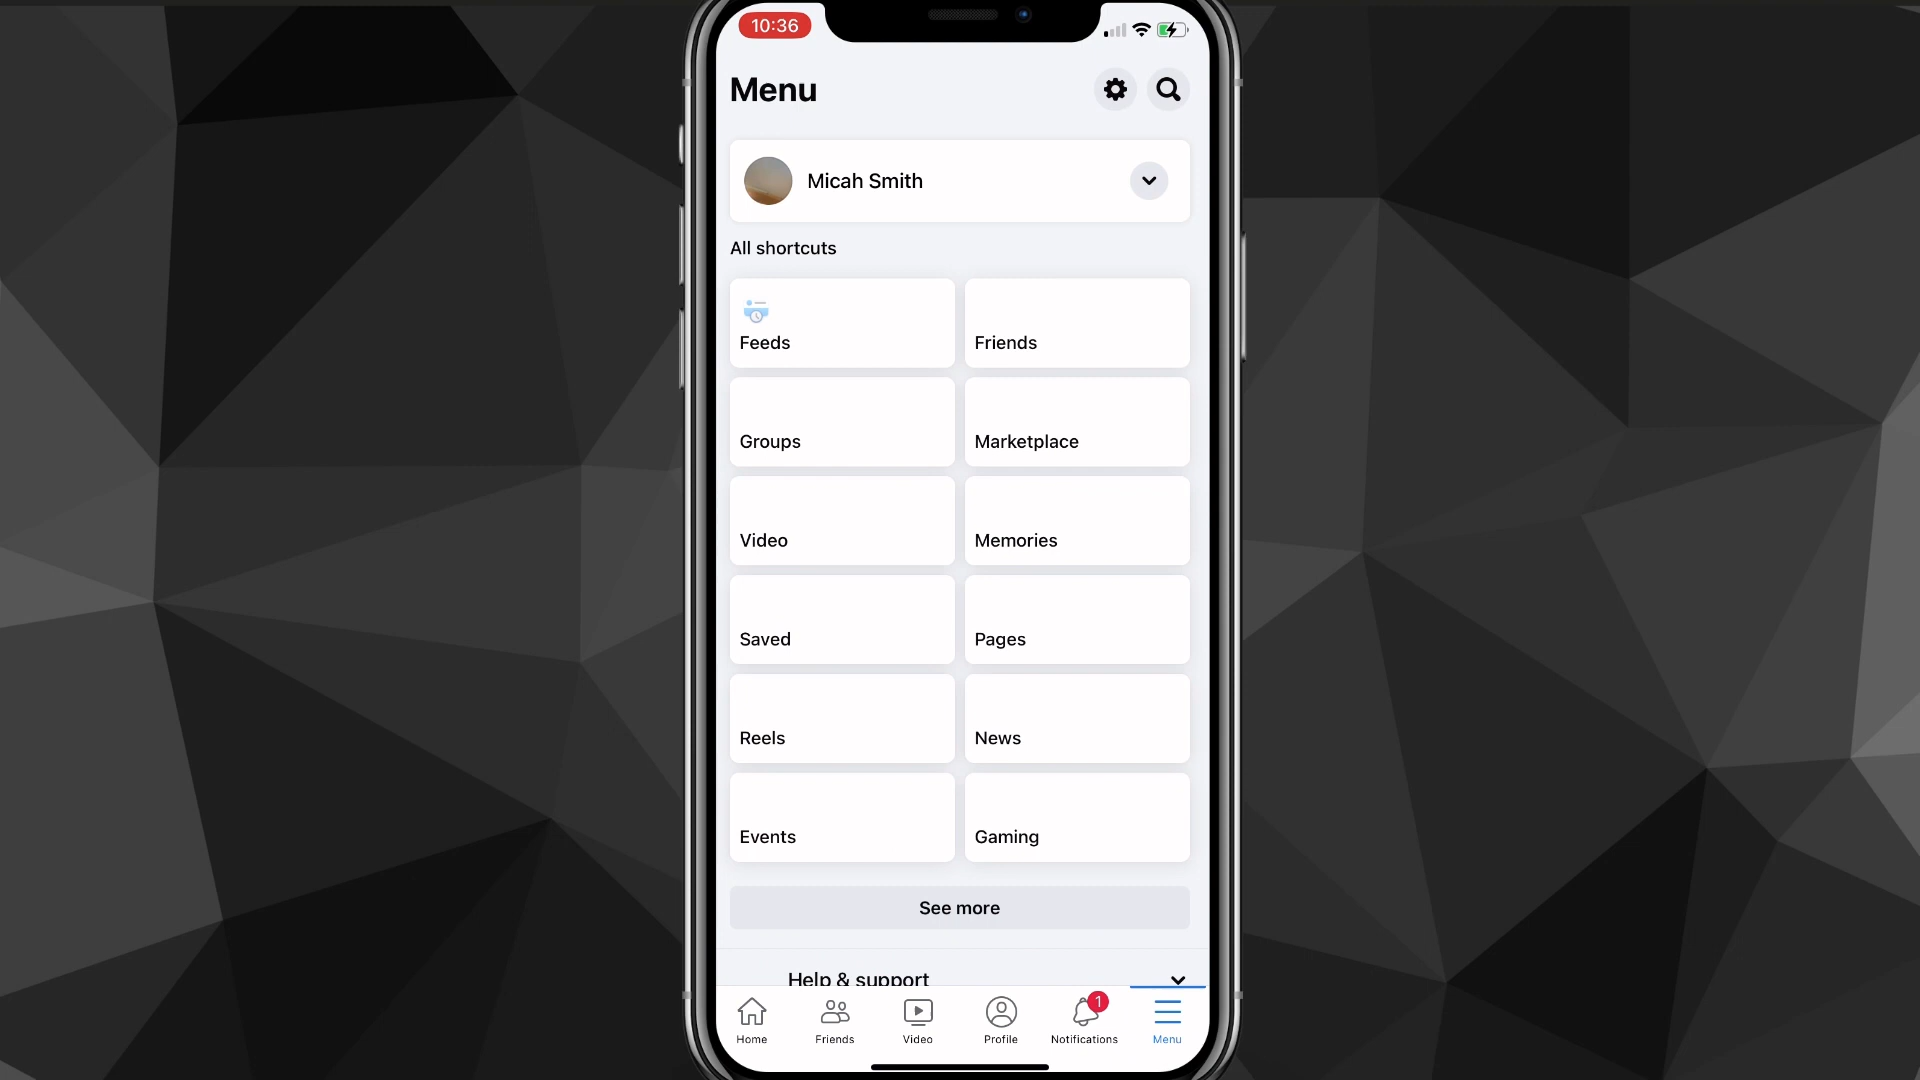 10:36
Menu
Micah Smith
All shortcuts
Feeds
Friends
Groups
Marketplace
Video
Memories
Saved
Pages
Reels
News
Events
Gaming
See more
Help & support
1
Home
Friends
Video
Profile
Notifications
Menu